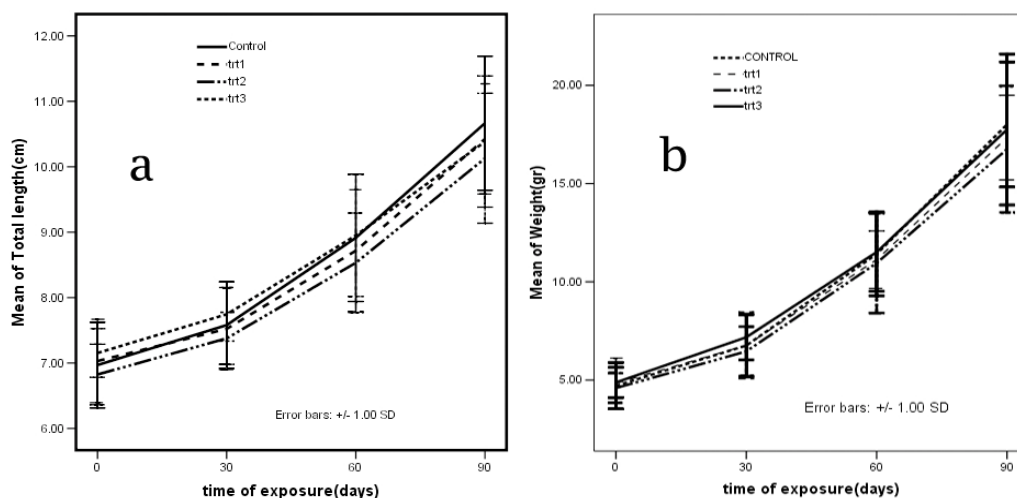 12.00
11.00
10.00
9.00
8.00
7.00
6.00
Mean of Total length(cm)
Control
trt1
trt2
trt3
a
Error bars: +/- 1.00 SD
0
30
60
90
time of exposure(days)
20.00
15.00
10.00
5.00
Mean of Weight(gr)
CONTROL
trt1
trt2
trt3
b
Error bars: +/- 1.00 SD
0
30
60
90
time of exposure(days)